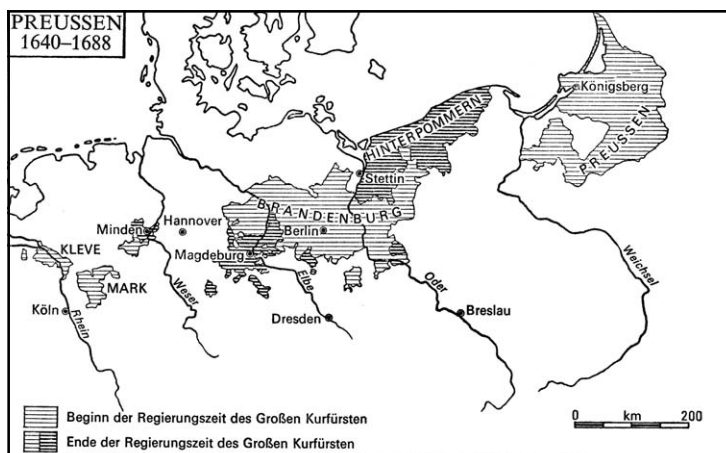 PREUSSEN
1640–1688
Königsberg
PREUSSEN
HINTERPOMMERN
Stettin
BRANDENBURG
Berlin
Hannover
Minden
Magdeburg
KLEVE
MARK
Köln
Rhein
Weser
Elbe
Dresden
Oder
Breslau
Weichsel
Beginn der Regierungszeit des Großen Kurfürsten
Ende der Regierungszeit des Großen Kurfürsten
0 km 200